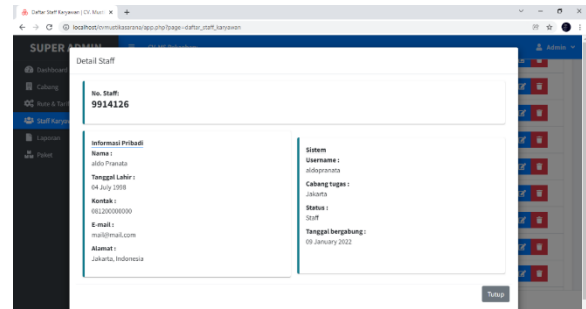 Daftar Staff Karyawan | CV. Must
localhost/cvmustikasarana/app.php?page=daftar_staff_karyawan
SUPER ADMIN
Admin
Dashboard
Cabang
Rute & Tarif
Staff Karyaw
Laporan
Paket
Detail Staff
No. Staff:
9914126
Informasi Pribadi
Nama :
aldo Pranata
Tanggal Lahir :
04 July 1998
Kontak :
081200000000
E-mail :
mail@mail.com
Alamat :
Jakarta, Indonesia
Sistem
Username :
aldopranata
Cabang tugas :
Jakarta
Status :
Staff
Tanggal bergabung :
09 January 2022
Tutup